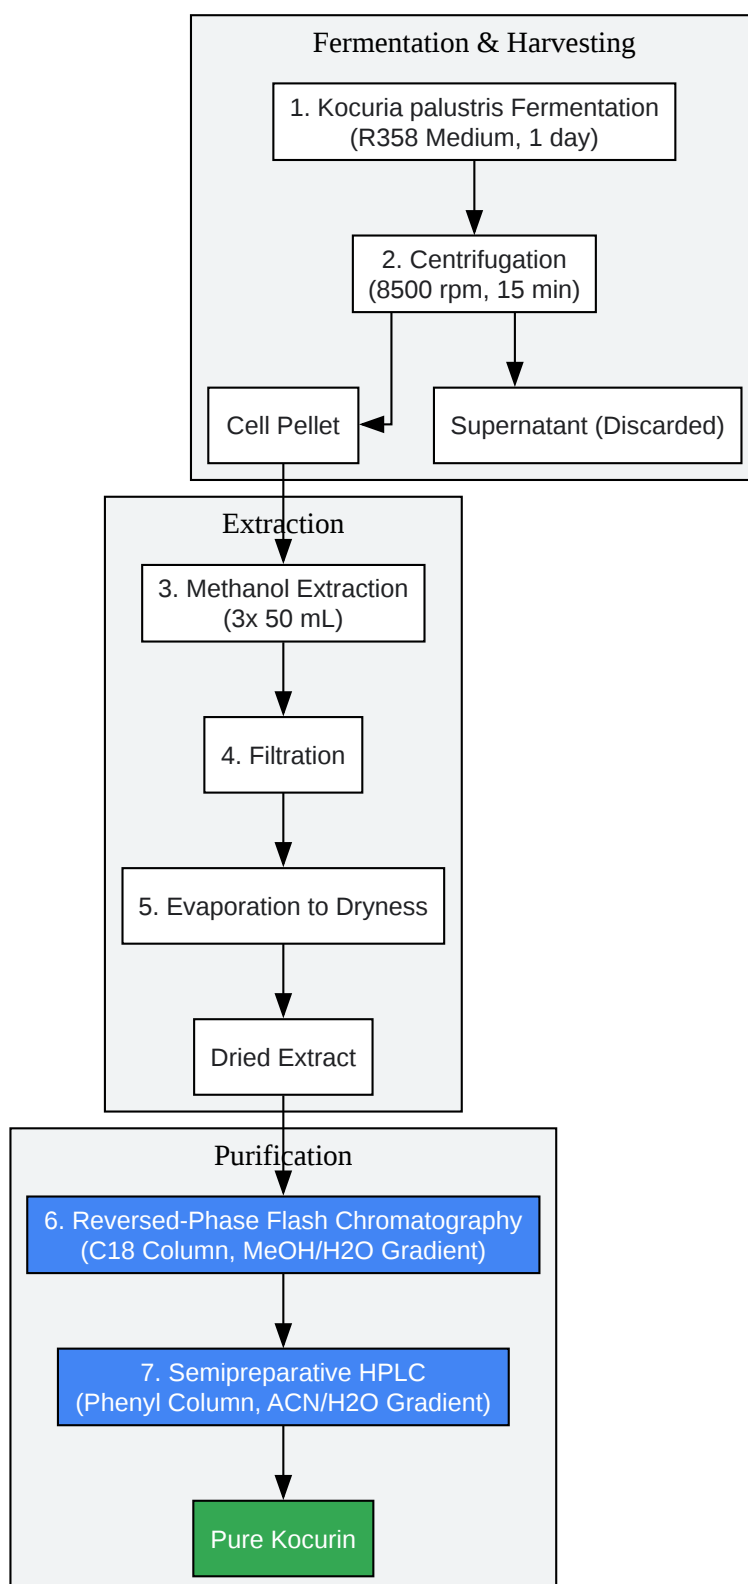 Fermentation & Harvesting
1. Kocuria palustris Fermentation
(R358 Medium, 1 day)
2. Centrifugation
(8500 rpm, 15 min)
Cell Pellet
Supernatant (Discarded)
Extraction
3. Methanol Extraction
(3x 50 mL)
4. Filtration
5. Evaporation to Dryness
Dried Extract
Purification
6. Reversed-Phase Flash Chromatography
(C18 Column, MeOH/H2O Gradient)
7. Semipreparative HPLC
(Phenyl Column, ACN/H2O Gradient)
Pure Kocurin